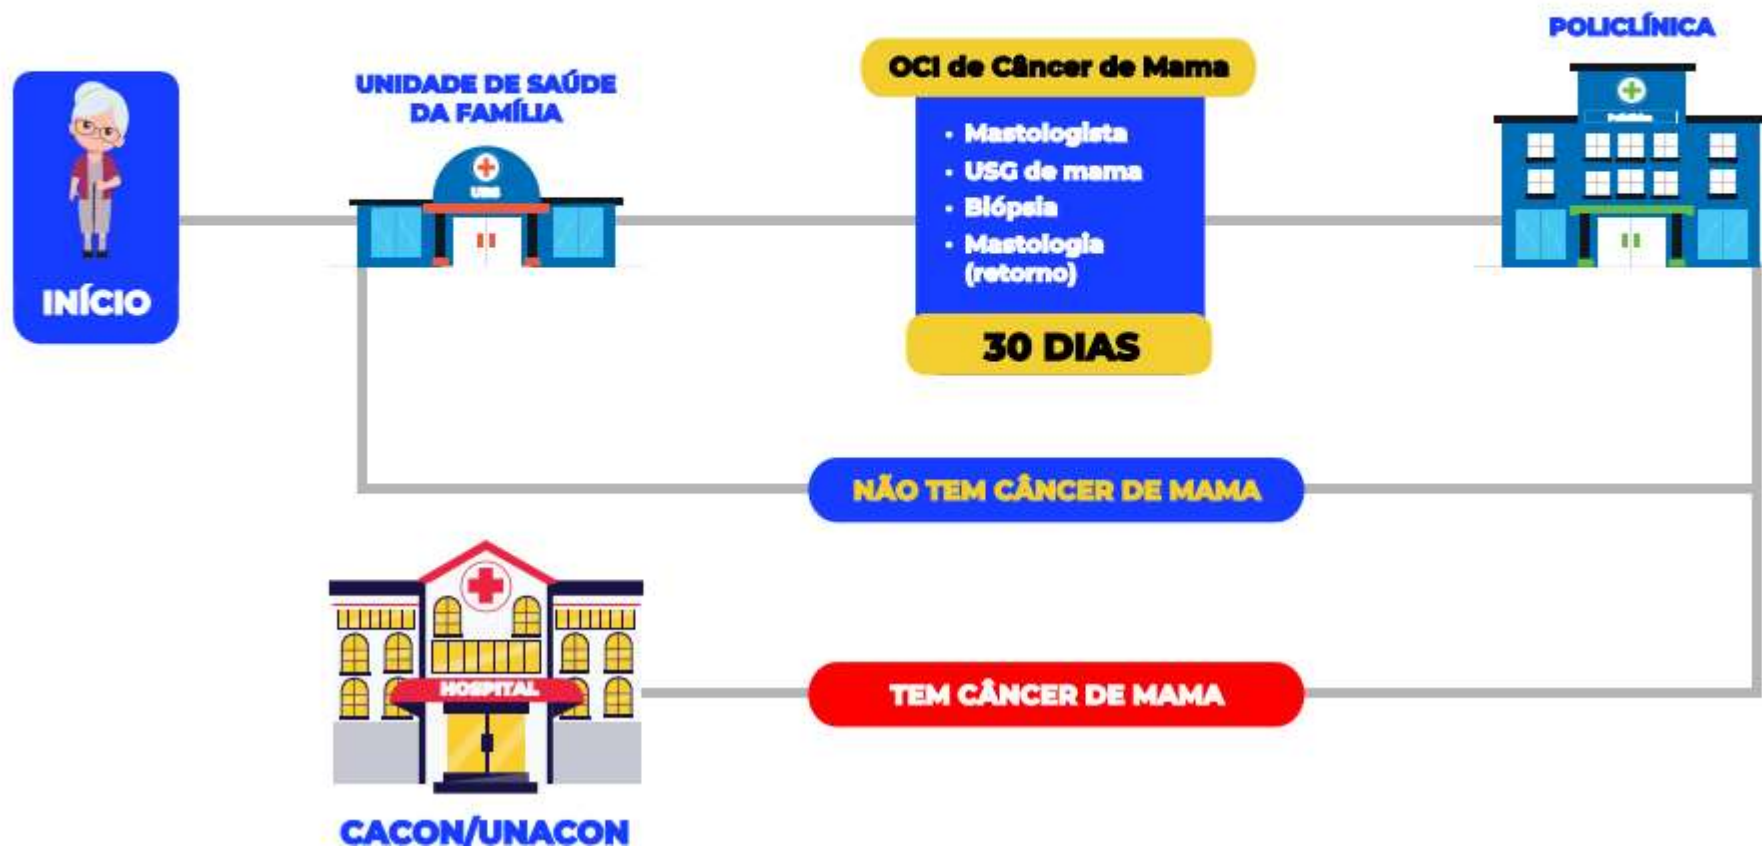 POLICLÍNICA
OCI de Câncer de Mama
UNIDADE DE SAÚDE
DA FAMÍLIA
• Mastologista
• USG de mama
• Biópsia
• Mastologia
(retorno)
INÍCIO
30 DIAS
NÃO TEM CÂNCER DE MAMA
HOSPITAL
TEM CÂNCER DE MAMA
CACON/UNACON